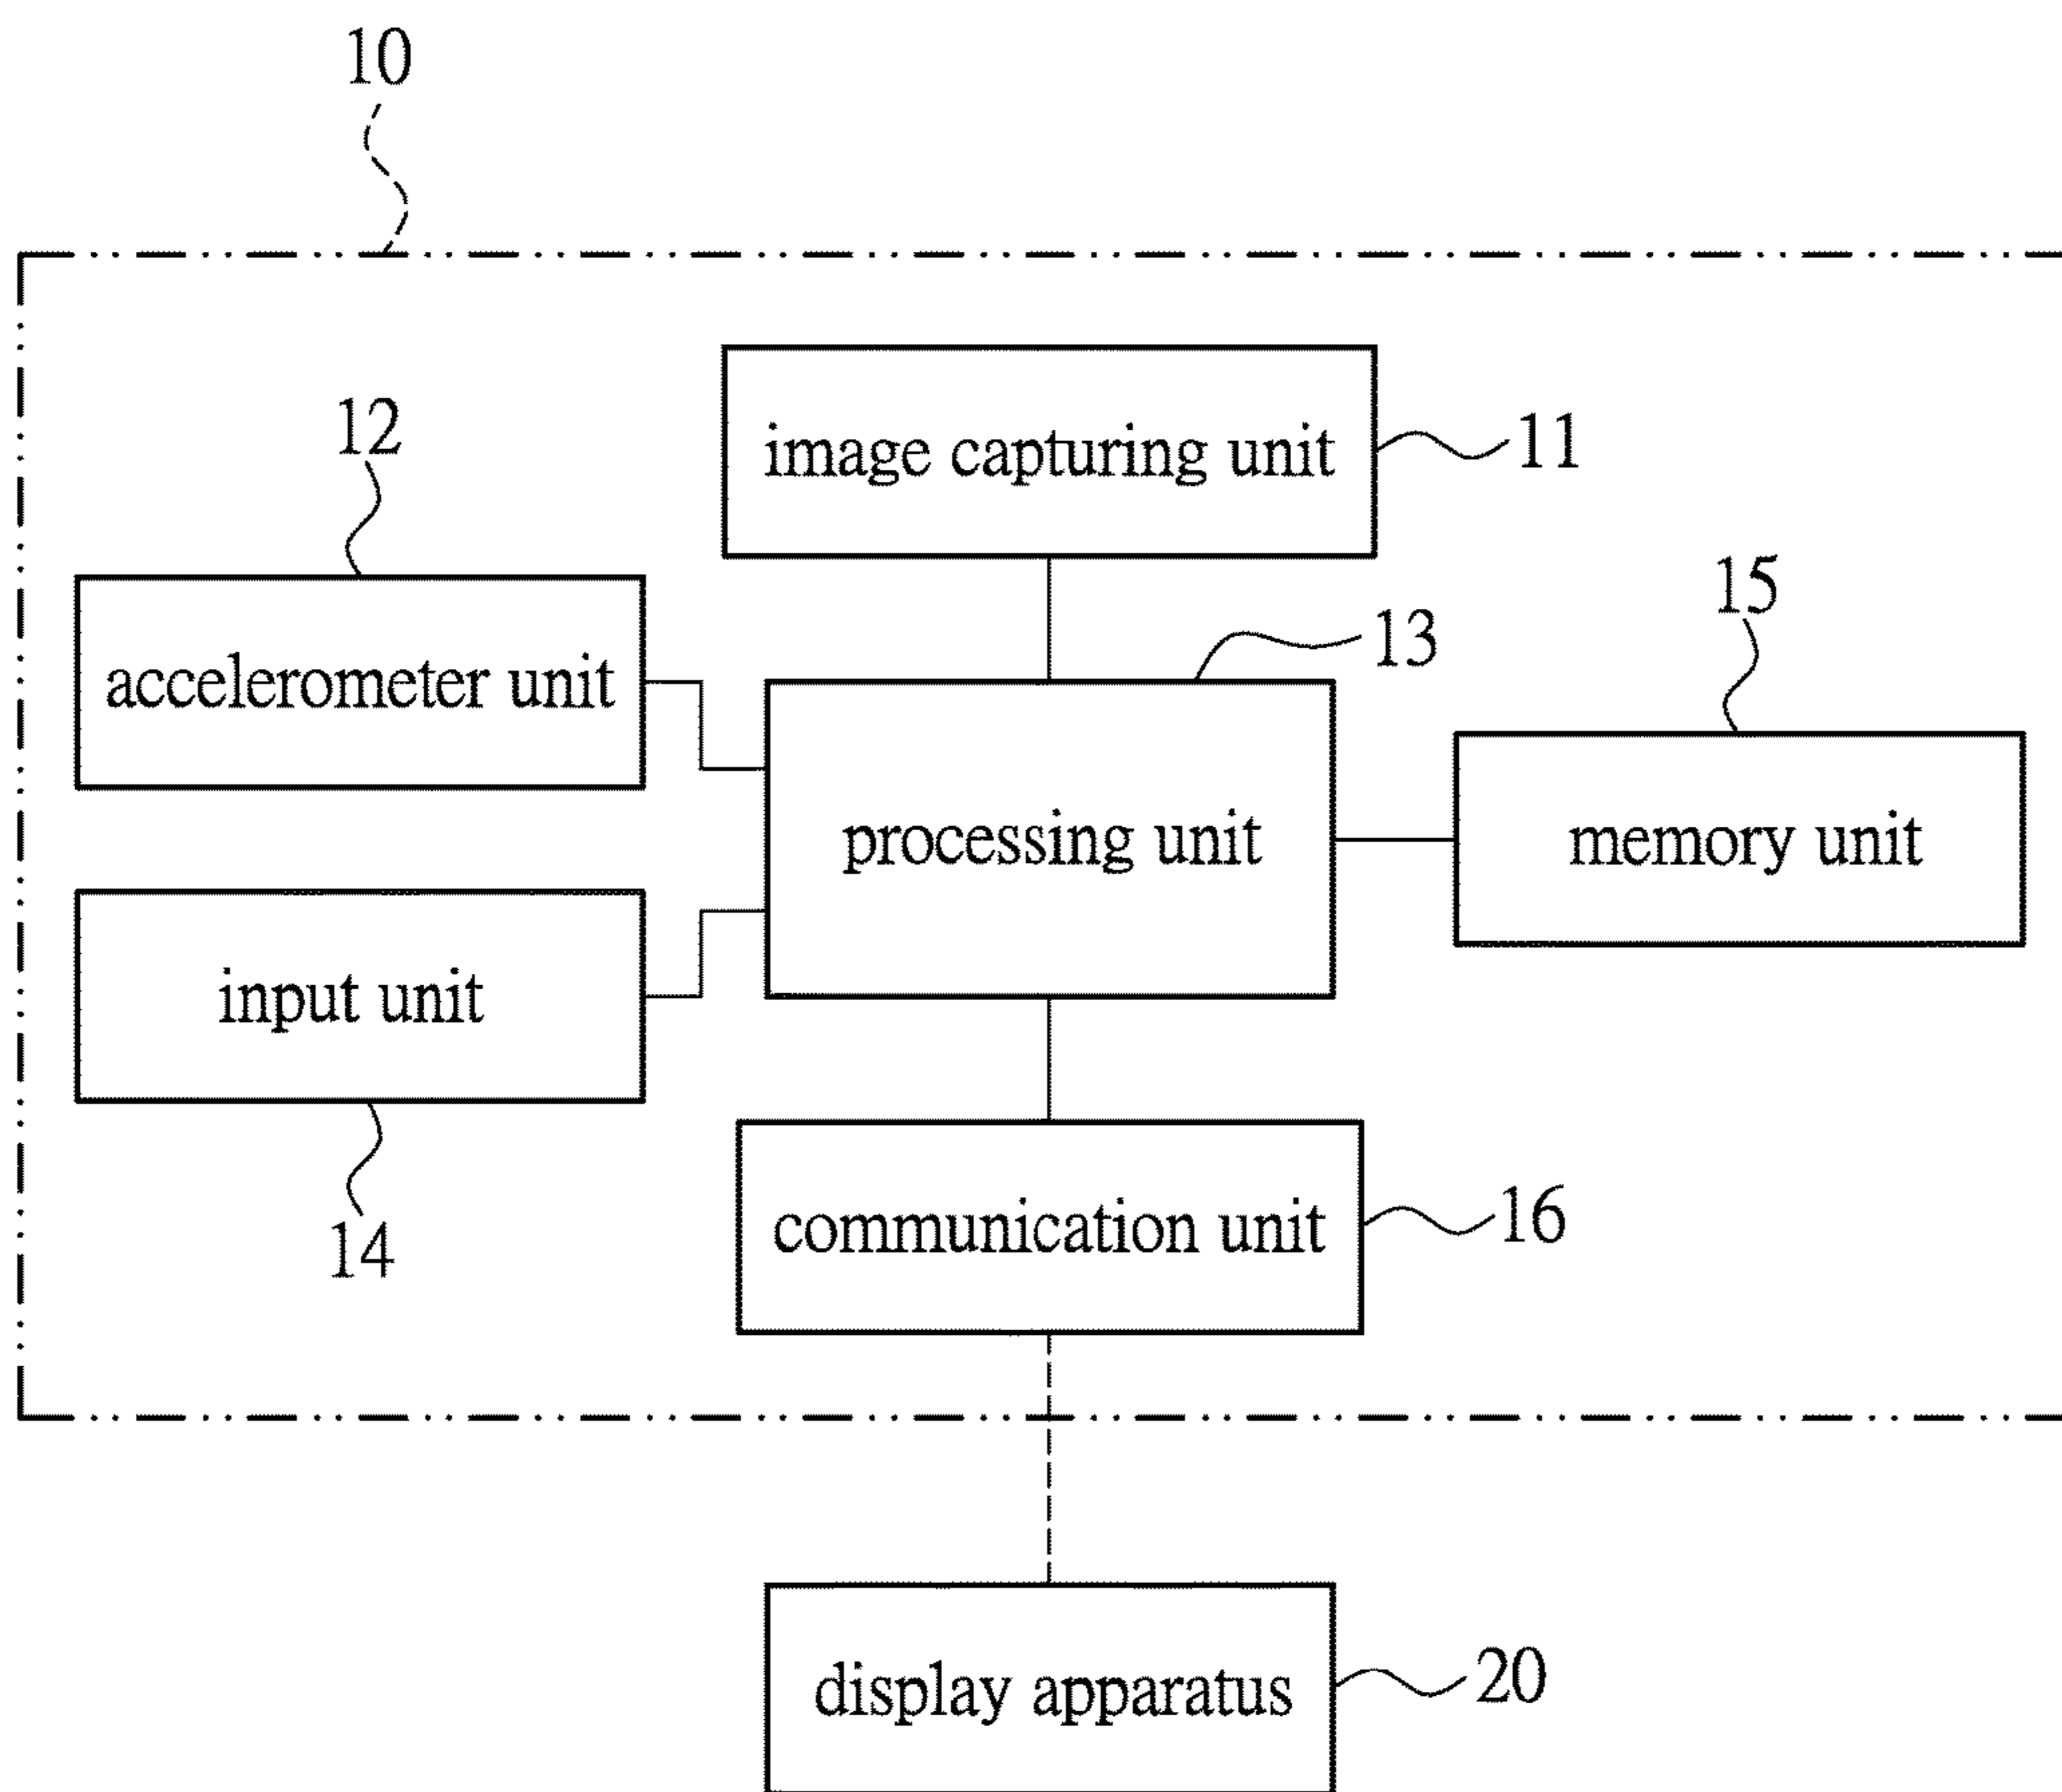 10
image capturing unit
11
12
accelerometer unit
13
15
processing unit
memory unit
input unit
14
communication unit
16
display apparatus
20